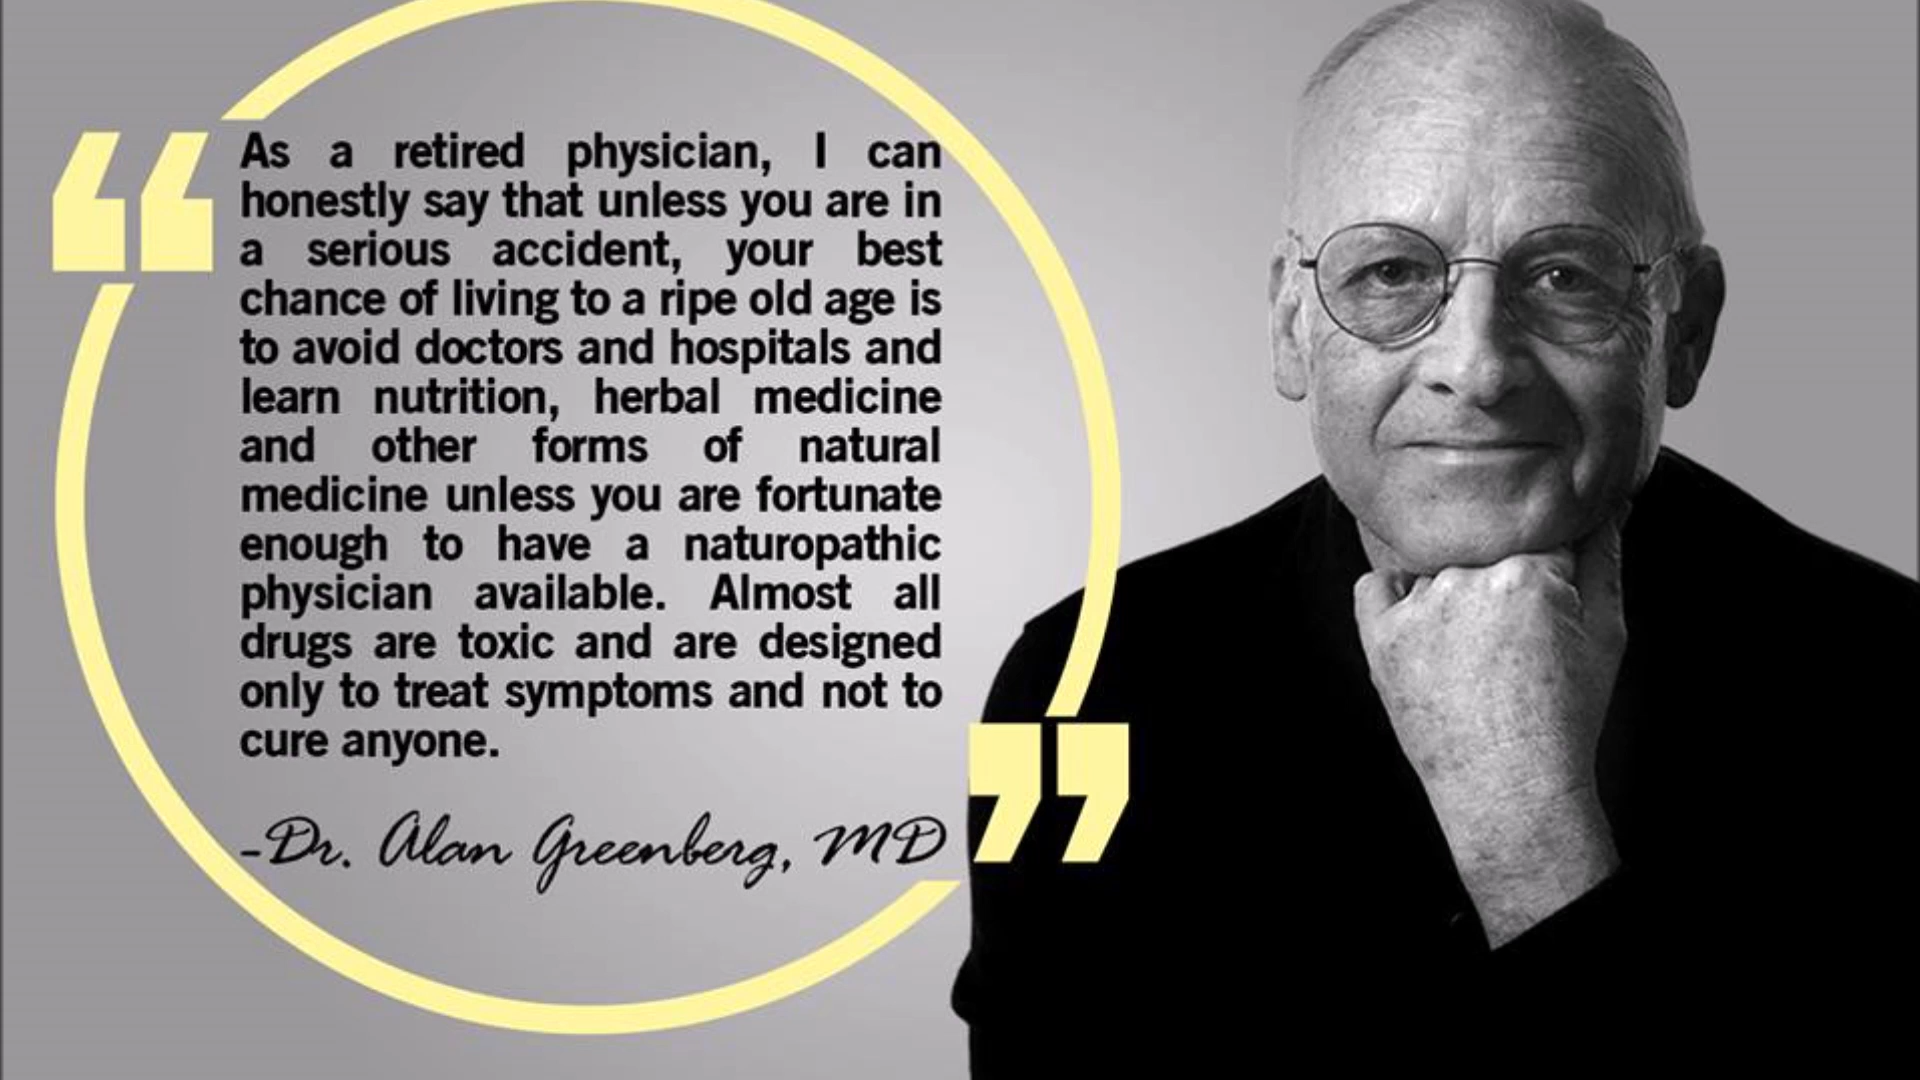 As a retired physician, I can
honestly say that unless you are in
a serious accident, your best
chance of living to a ripe old age is
to avoid doctors and hospitals and
learn nutrition, herbal medicine
and other forms of natural
medicine unless you are fortunate
enough to have a naturopathic
physician available. Almost all
drugs are toxic and are designed
only to treat symptoms and not to
cure anyone.
-Dr. Alan Greenberg, MD